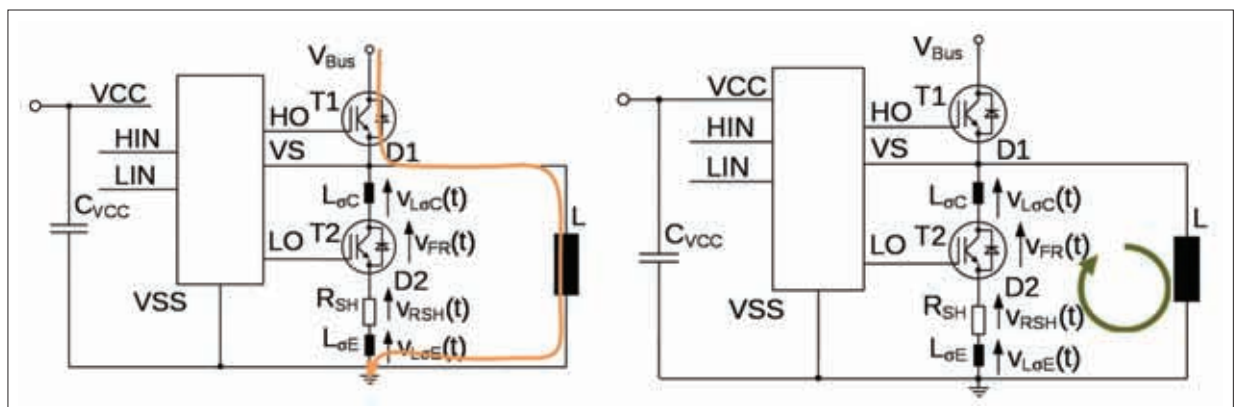 VBus
VCC
T1
HO
HIN
VS
D1
LIN
LσC
vLσC(t)
CVCC
T2
vFR(t)
L
LO
D2
VSS
RSH
vRSH(t)
LσE
vLσE(t)
VBus
VCC
T1
HO
HIN
VS
D1
LIN
LσC
vLσC(t)
L
CVCC
T2
vFR(t)
LO
D2
VSS
RSH
vRSH(t)
LσE
vLσE(t)